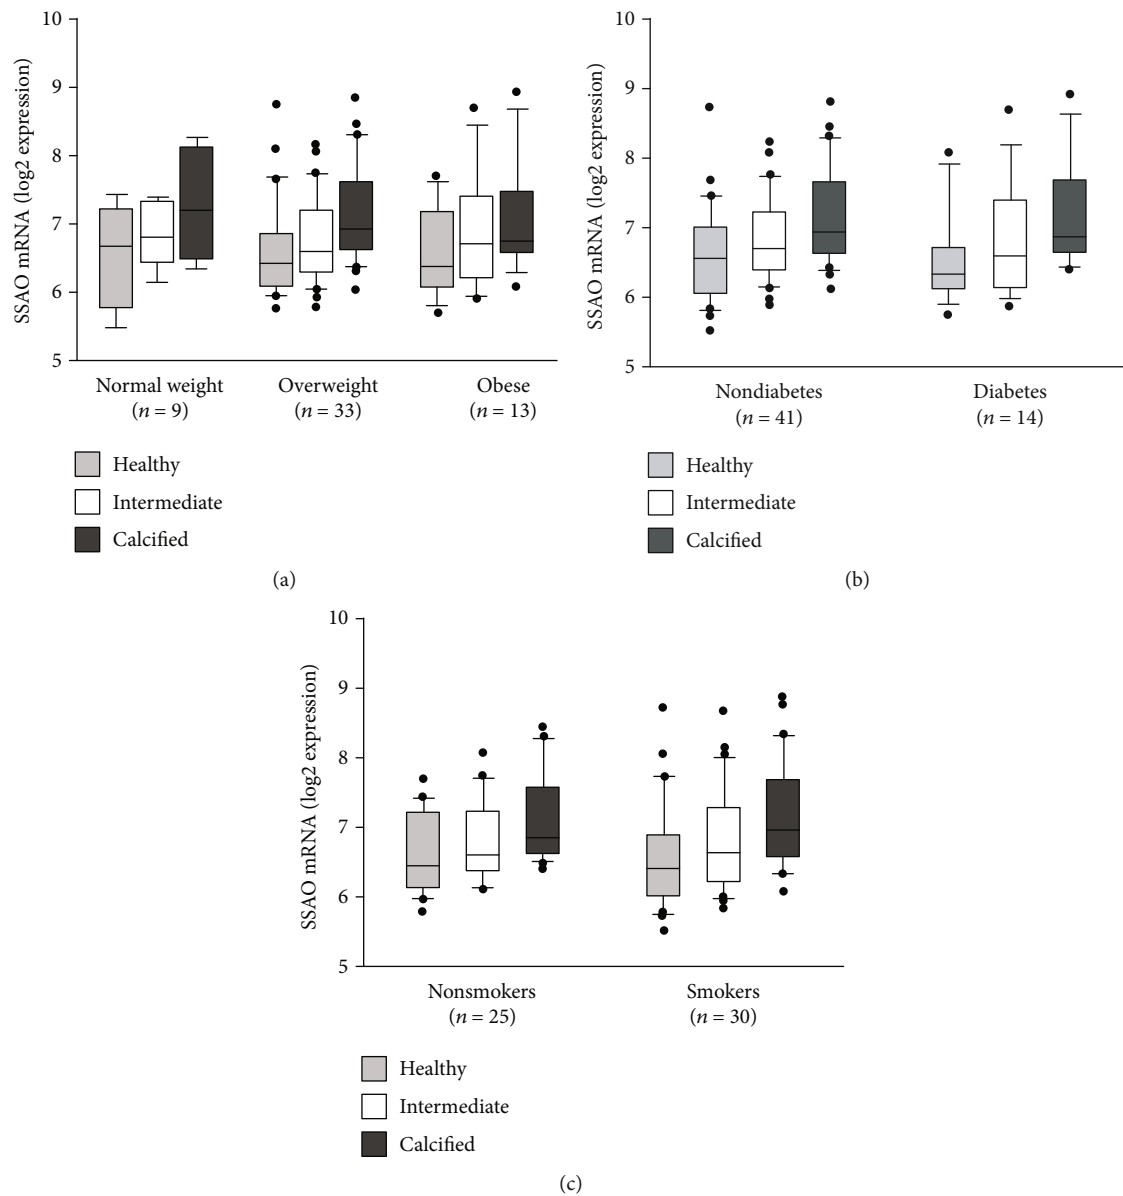 SSAO mRNA (log2 expression)
10
9
8
7
6
5
Normal weight
(n = 9)
Overweight
(n = 33)
Obese
(n = 13)
Healthy
Intermediate
Calcified
(a)
SSAO mRNA (log2 expression)
10
9
8
7
6
5
Nondiabetes
(n = 41)
Diabetes
(n = 14)
Healthy
Intermediate
Calcified
(b)
SSAO mRNA (log2 expression)
10
9
8
7
6
5
Nonsmokers
(n = 25)
Smokers
(n = 30)
Healthy
Intermediate
Calcified
(c)